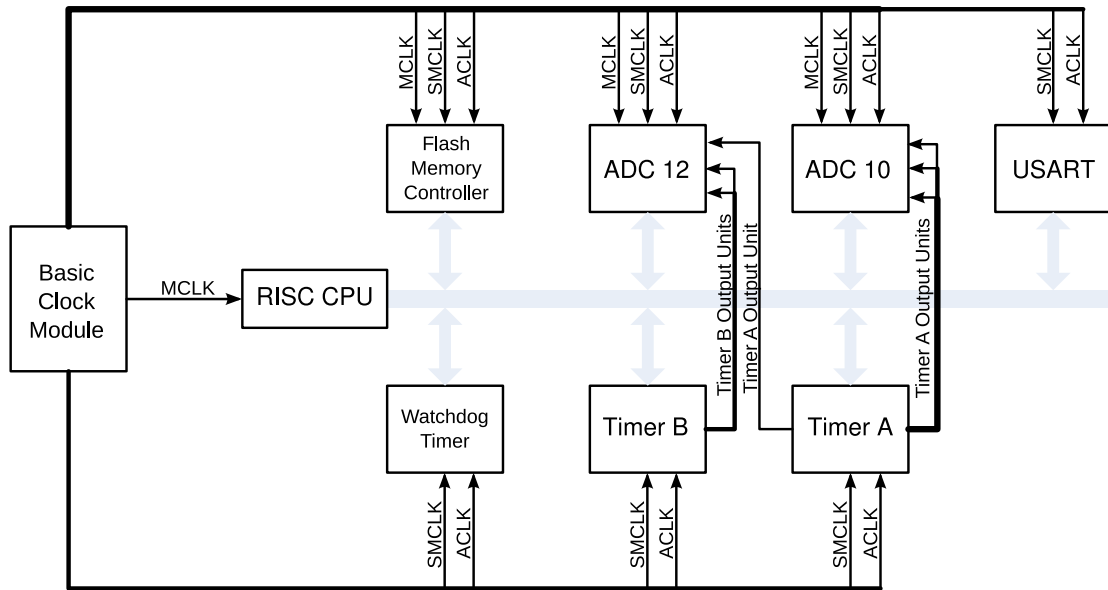 MCLK
SMCLK
ACLK
MCLK
SMCLK
ACLK
MCLK
SMCLK
ACLK
SMCLK
ACLK
Flash
Memory
Controller
ADC 12
ADC 10
USART
Basic
Clock
Module
MCLK
RISC CPU
Timer B Output Units
Timer A Output Unit
Timer A Output Units
Watchdog
Timer
Timer B
Timer A
SMCLK
ACLK
SMCLK
ACLK
SMCLK
ACLK